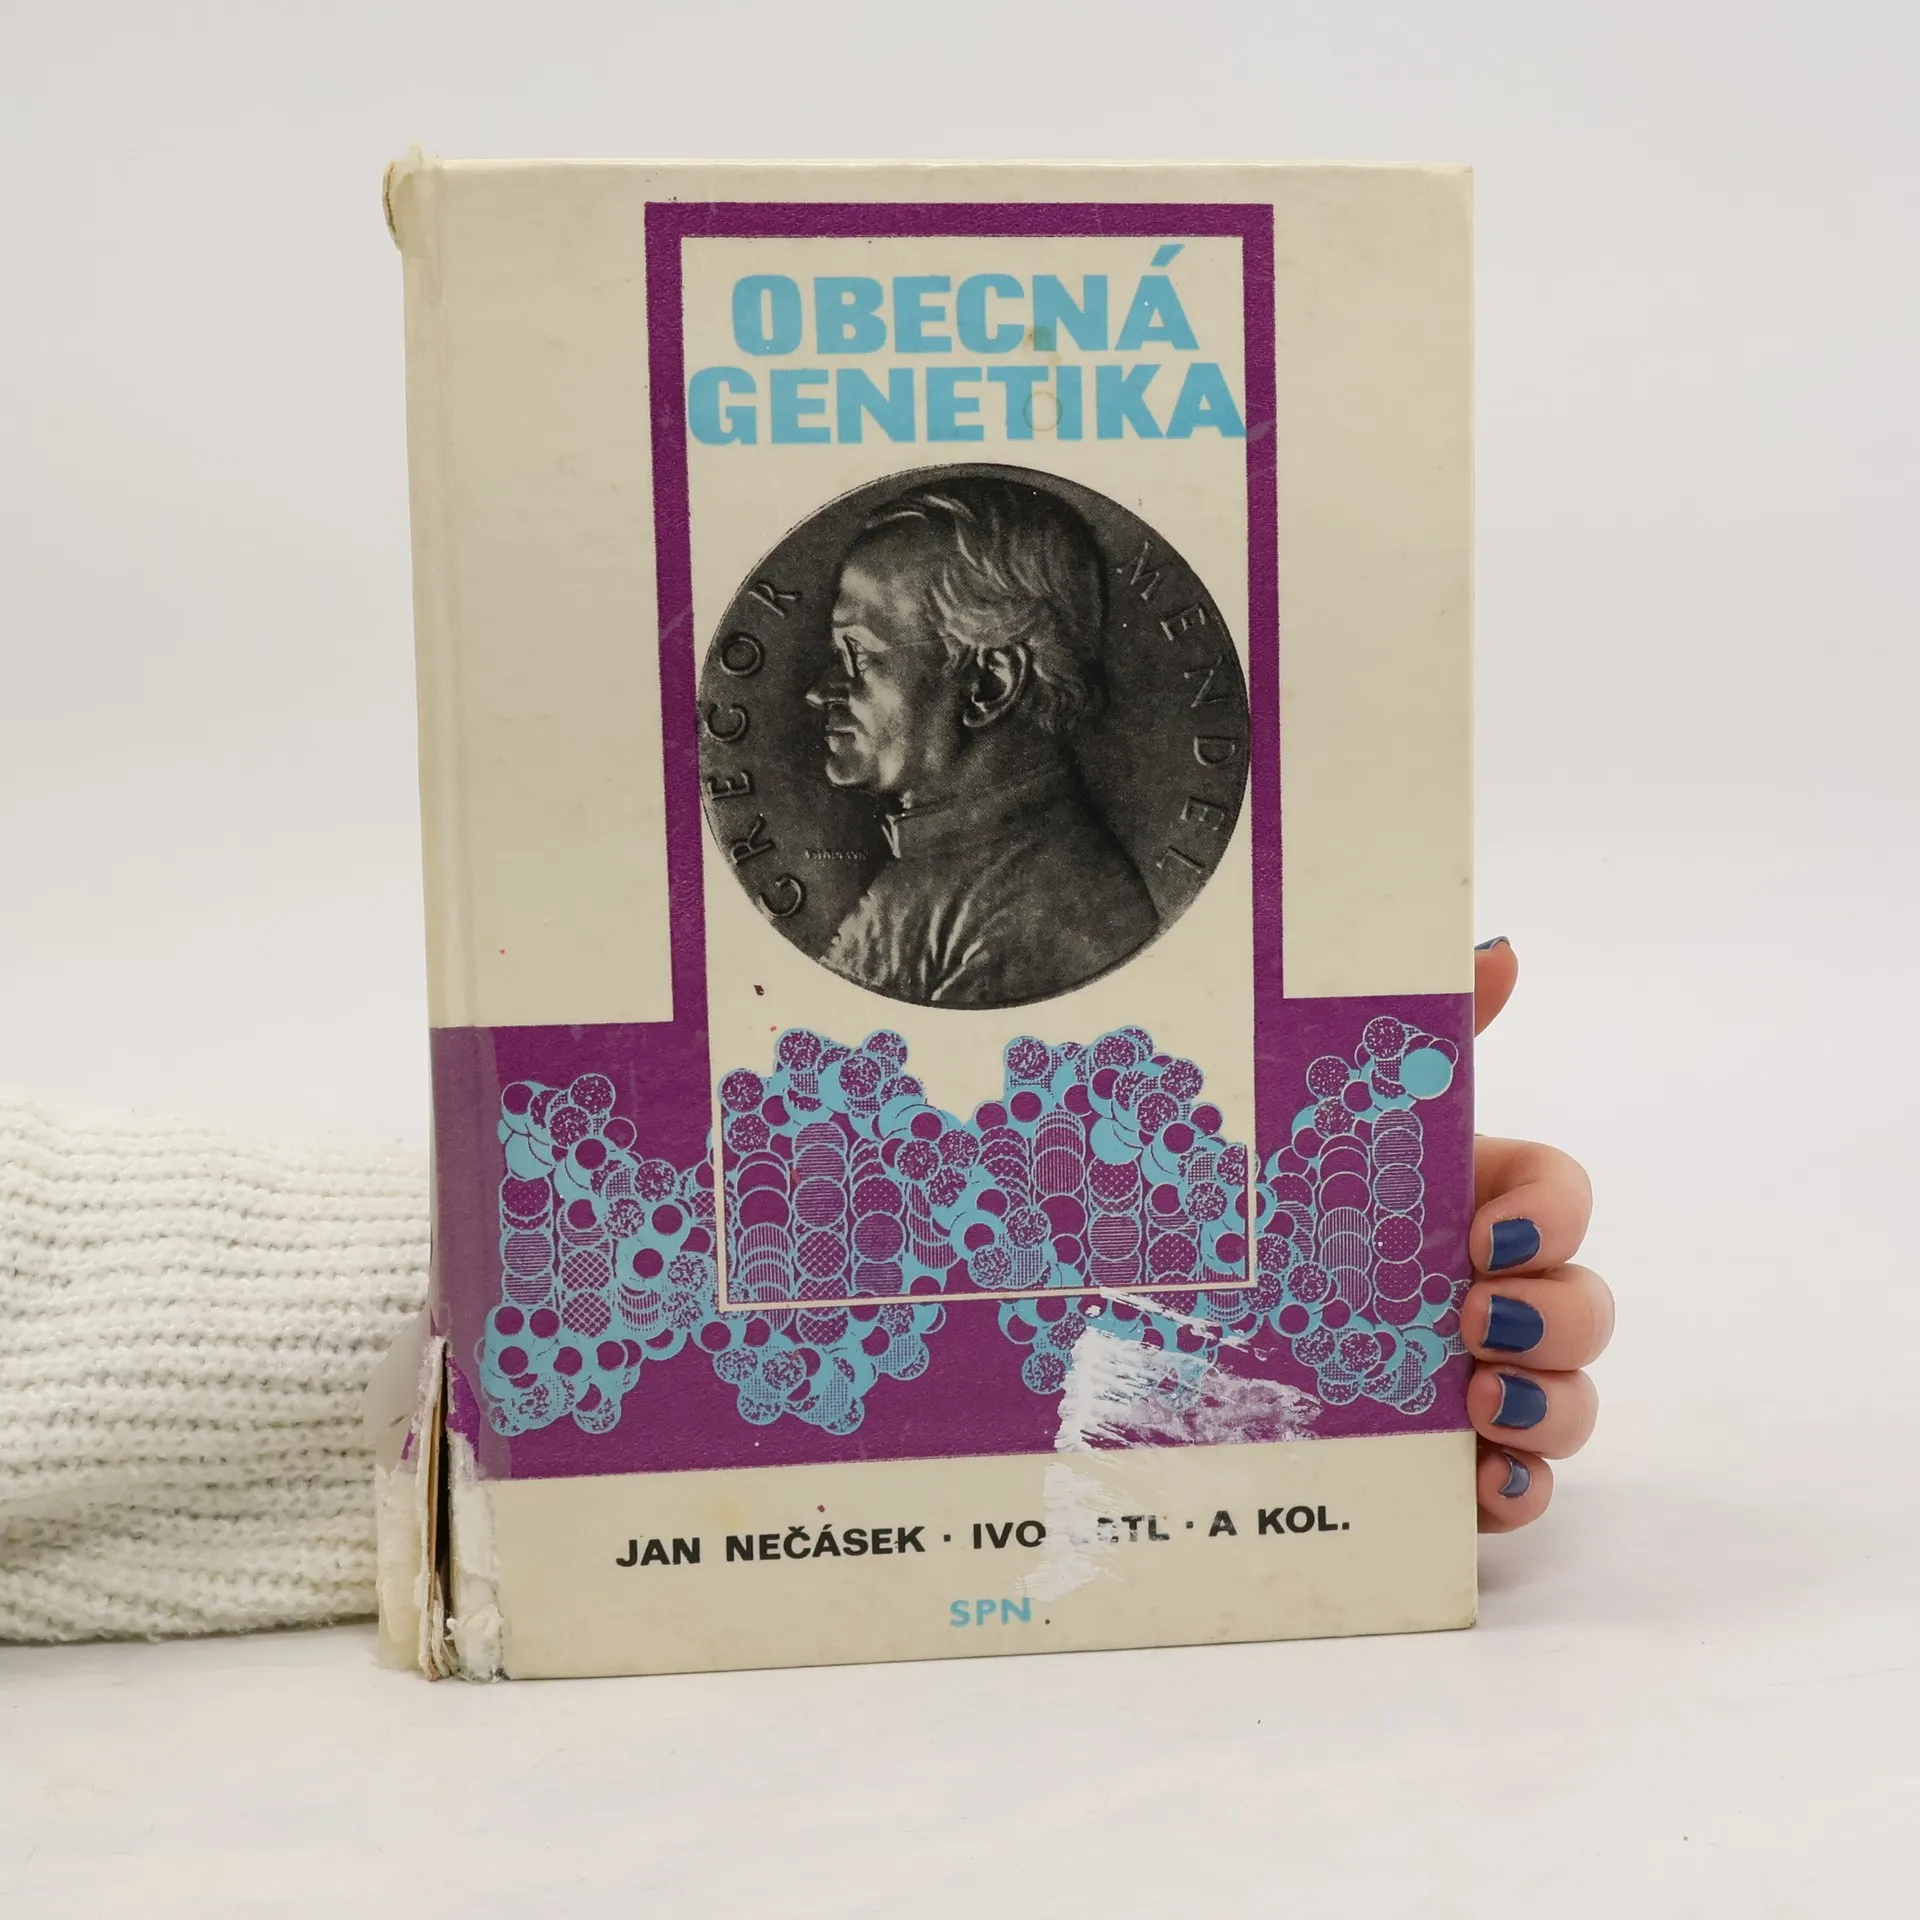 OBECNÁ
GENETIKA
GREGOR MENDEL
JAN NEČÁSEK · IVO · A KOL.
SPN